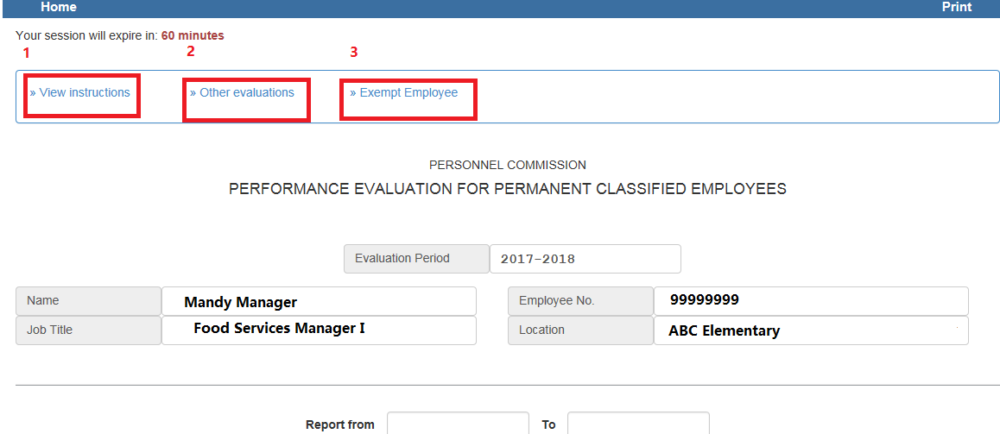 Home Print
Your session will expire in: 60 minutes
1 2 3
» View instructions » Other evaluations » Exempt Employee
PERSONNEL COMMISSION
PERFORMANCE EVALUATION FOR PERMANENT CLASSIFIED EMPLOYEES
Evaluation Period 2017-2018
Name Mandy Manager Employee No. 99999999
Job Title Food Services Manager I Location ABC Elementary
Report from To